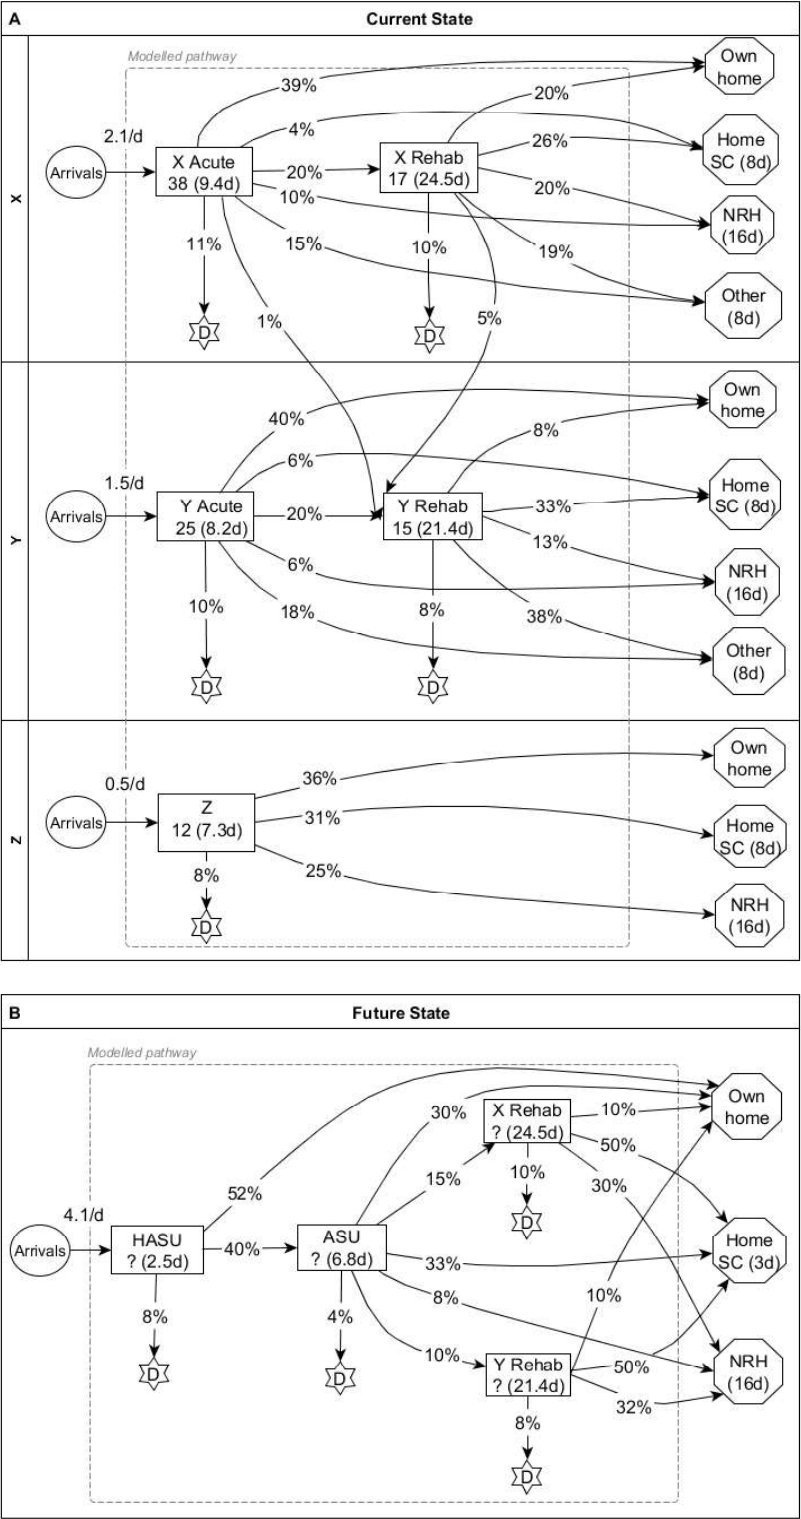 A
Current State
Modelled pathway
X
2.1/d
Arrivals
X Acute
38 (9.4d)
39%
4%
20%
10%
15%
11%
1%
D
X Rehab
17 (24.5d)
20%
26%
20%
19%
10%
5%
D
Own
home
Home
SC (8d)
NRH
(16d)
Other
(8d)
Y
1.5/d
Arrivals
Y Acute
25 (8.2d)
40%
6%
20%
6%
18%
10%
D
Y Rehab
15 (21.4d)
8%
33%
13%
38%
8%
D
Own
home
Home
SC (8d)
NRH
(16d)
Other
(8d)
Z
0.5/d
Arrivals
Z
12 (7.3d)
36%
31%
25%
8%
D
Own
home
Home
SC (8d)
NRH
(16d)
B
Future State
Modelled pathway
4.1/d
Arrivals
HASU
? (2.5d)
52%
40%
8%
D
ASU
? (6.8d)
30%
15%
33%
8%
10%
4%
D
X Rehab
? (24.5d)
10%
50%
30%
10%
D
Y Rehab
? (21.4d)
10%
50%
32%
8%
D
Own
home
Home
SC (3d)
NRH
(16d)